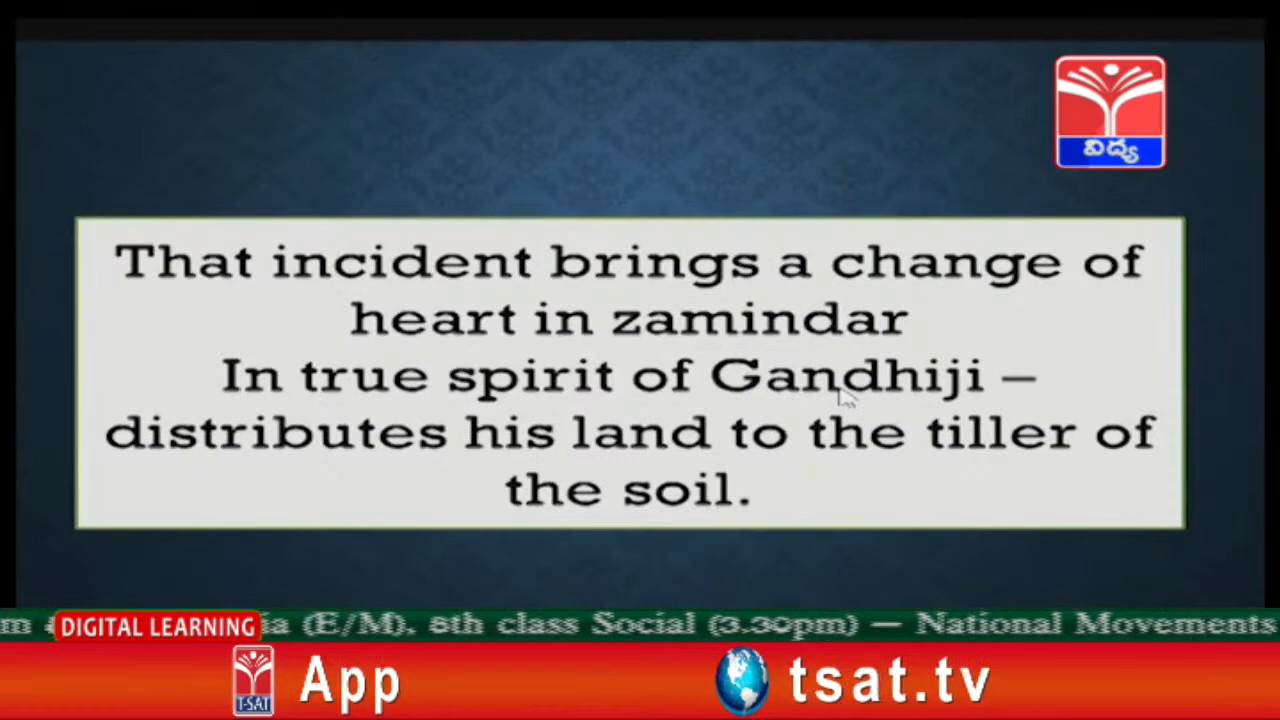 విద్య
That incident brings a change of
heart in zamindar
In true spirit of Gandhiji –
distributes his land to the tiller of
the soil.
m DIGITAL LEARNING ia (E/M), 8th class Social (3.30pm) – National Movements
T-SAT App tsat.tv